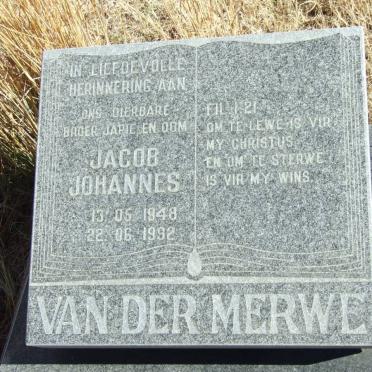 IN LIEFDEVOLLE
HERINNERING AAN
ONS DIERBARE
BROER JAPIE EN OOM
JACOB
JOHANNES
13 05 1948
22 06 1992
FIL 1:21
OM TE LEWE IS VIR
MY CHRISTUS
EN OM TE STERWE
IS VIR MY WINS.
VAN DER MERWE